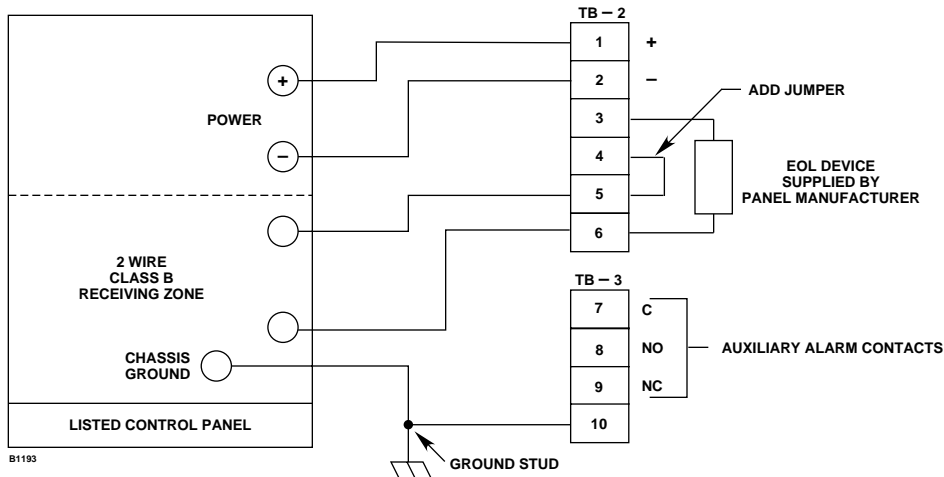 TB – 2
1 +
+ 2 –
POWER
3
ADD JUMPER
– 4
EOL DEVICE
SUPPLIED BY
PANEL MANUFACTURER
5
6
2 WIRE
CLASS B
RECEIVING ZONE
TB – 3
7 C
CHASSIS
GROUND
8 NO
AUXILIARY ALARM CONTACTS
9 NC
LISTED CONTROL PANEL
10
B1193
GROUND STUD